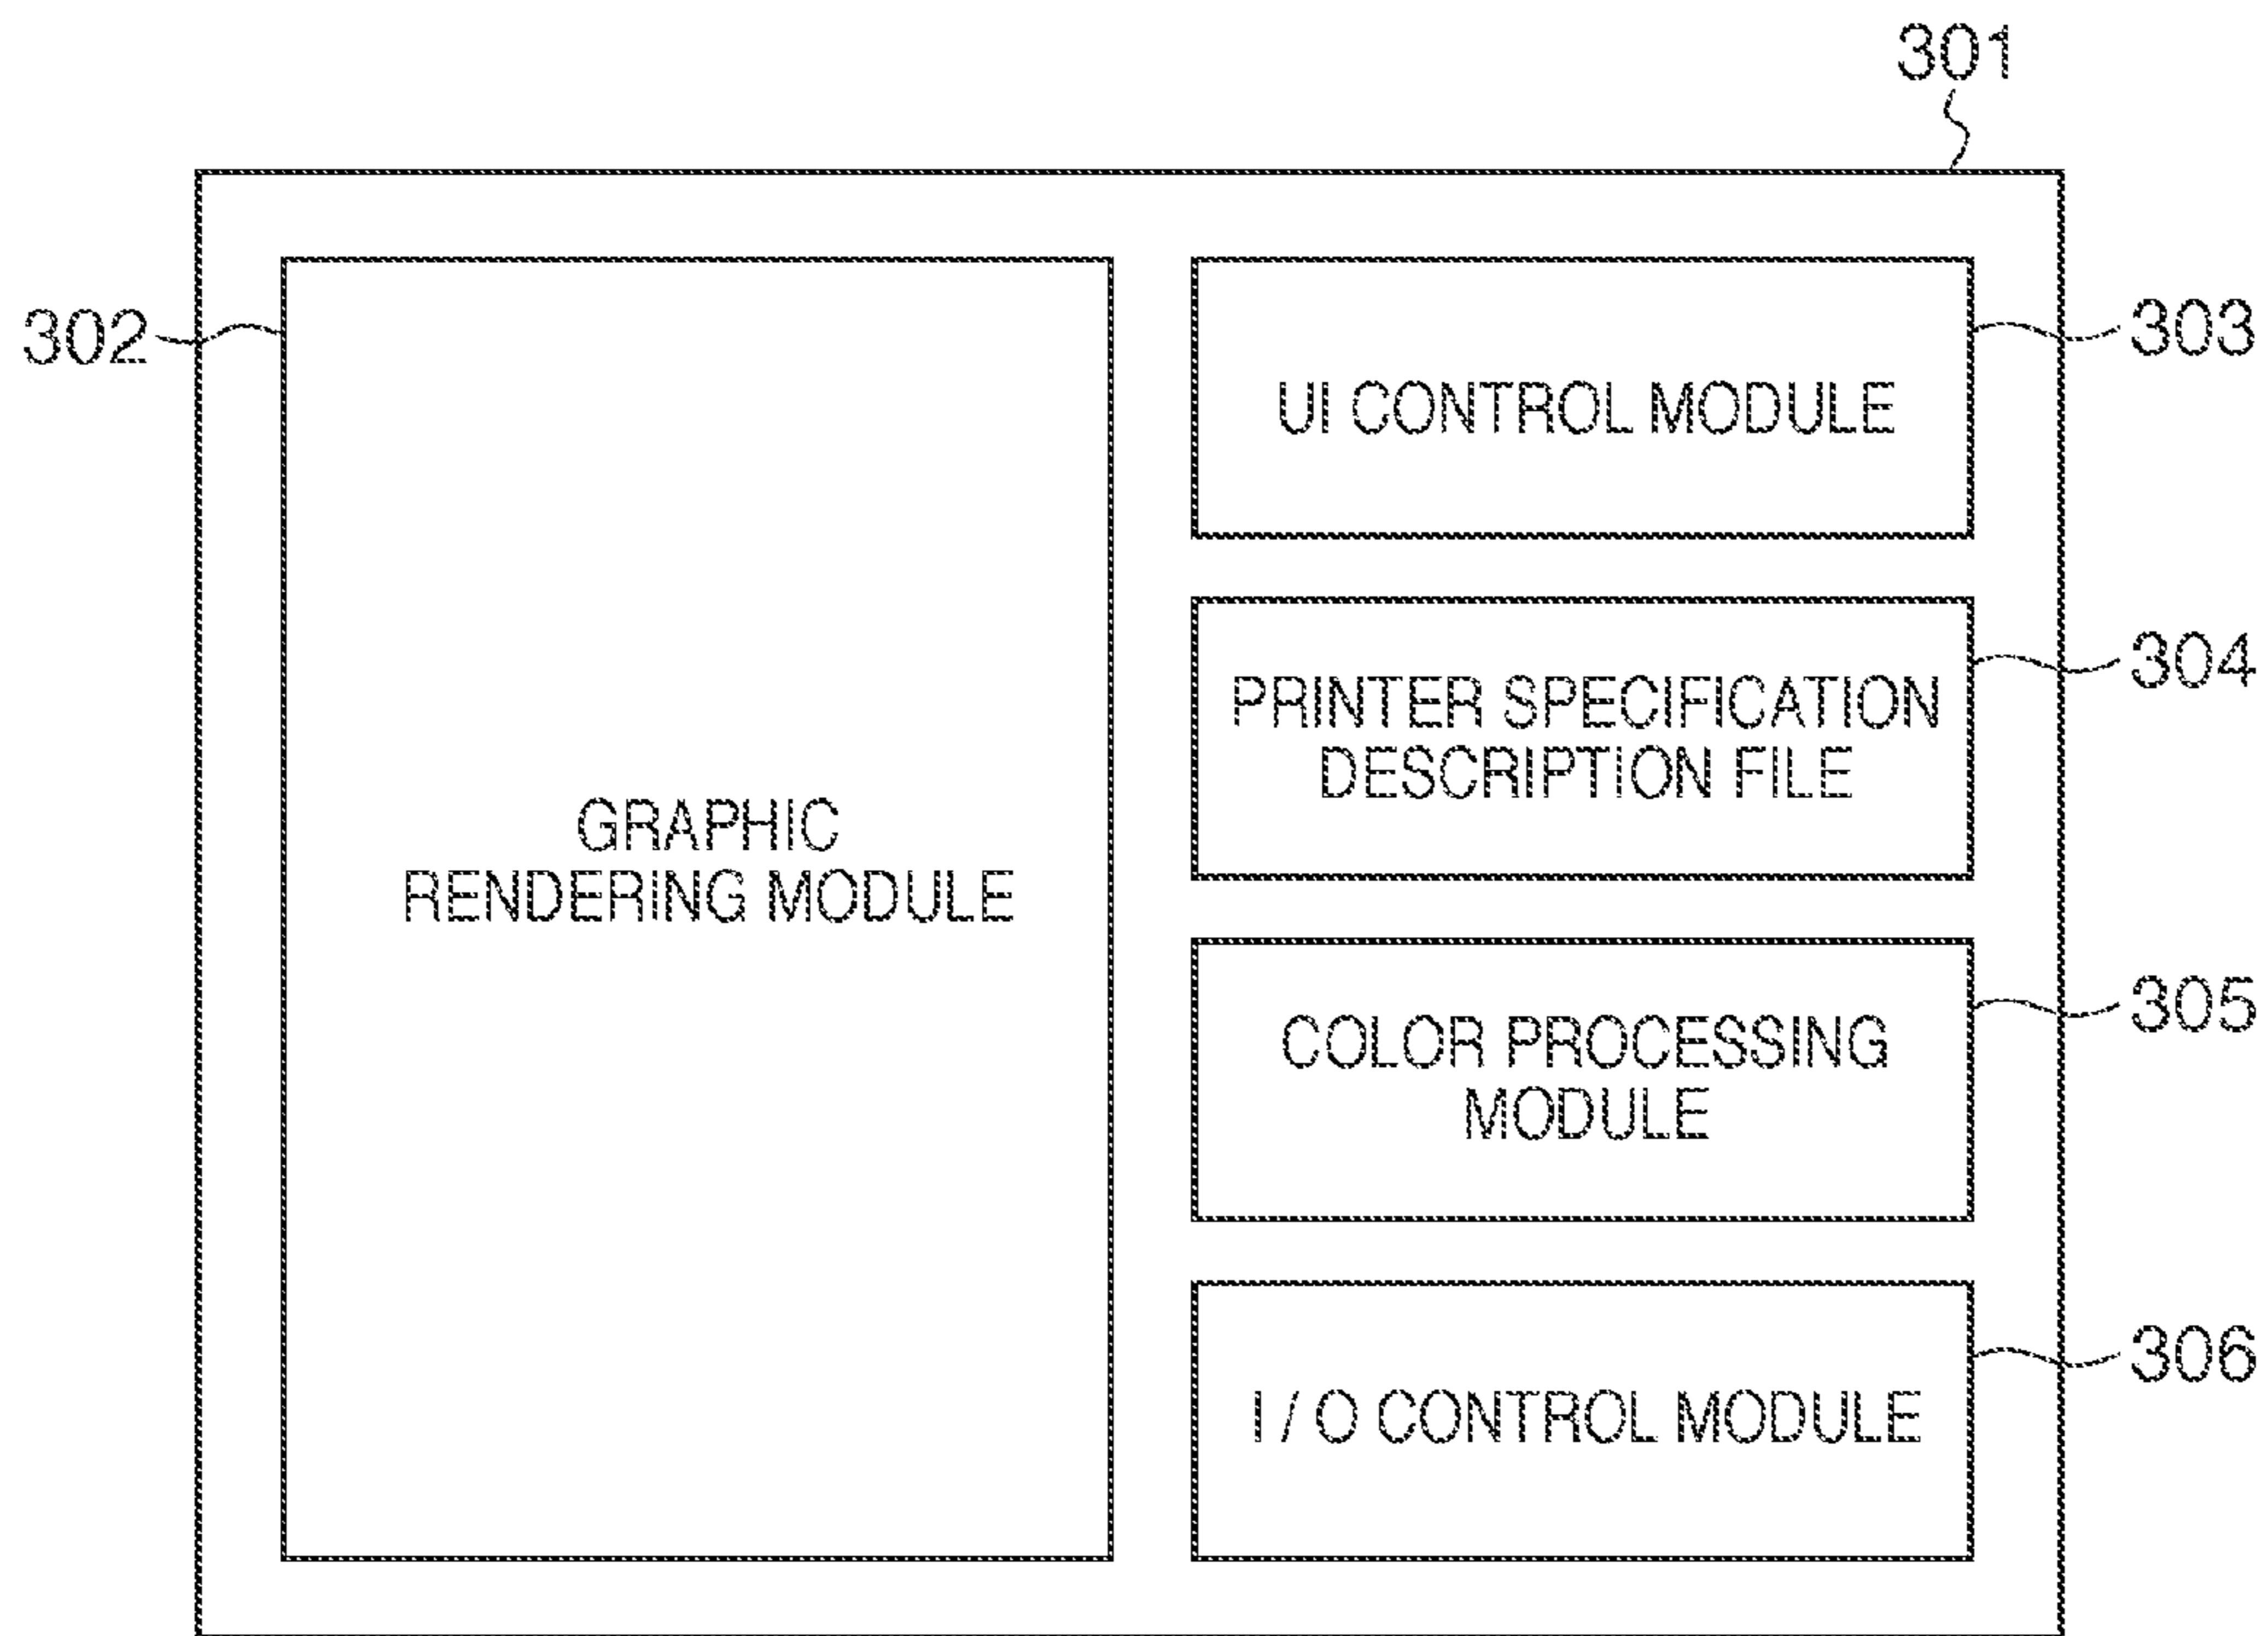 301
302
GRAPHIC
RENDERING MODULE
303
UI CONTROL MODULE
304
PRINTER SPECIFICATION
DESCRIPTION FILE
305
COLOR PROCESSING
MODULE
306
I / O CONTROL MODULE